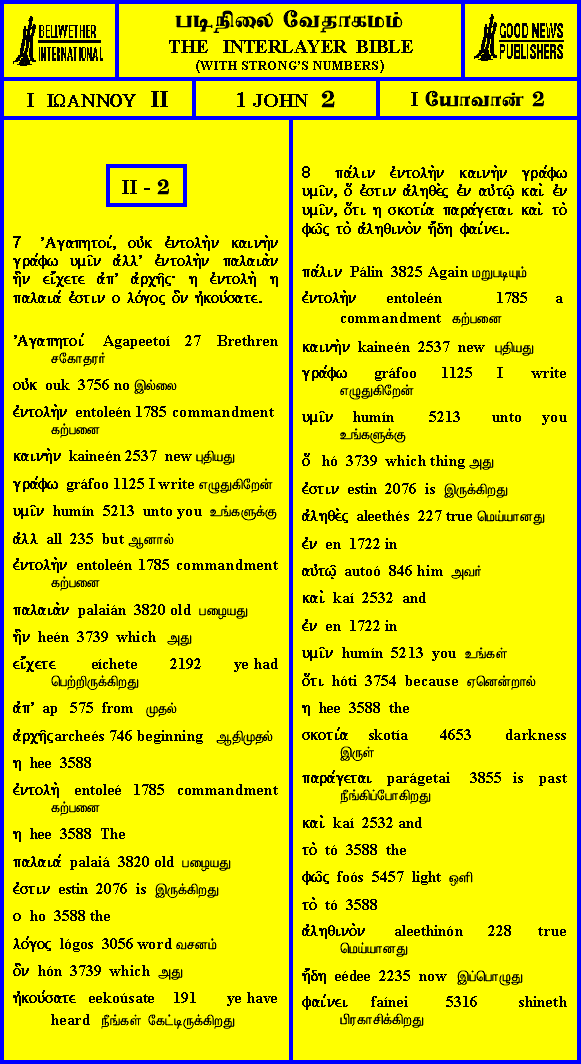 BELLWETHER
INTERNATIONAL
படிநிலை வேதாகமம்
THE INTERLAYER BIBLE
(WITH STRONG'S NUMBERS)
GOOD NEWS
PUBLISHERS
I ΙΩΑΝΝΟΥ II
1 JOHN 2
I யோவான் 2
II - 2
7 Ἀγαπητοί, οὐκ ἐντολὴν καινὴν
γράφω υμῖν ἀλλ' ἐντολὴν παλαιὰν
ἣν εἴχετε ἀπ' ἀρχῆς· η ἐντολὴ η
παλαιά ἐστιν ο λόγος ὃν ἠκούσατε.
Ἀγαπητοί Agapeetoí 27 Brethren
சகோதரர்
οὐκ ouk 3756 no இல்லை
ἐντολὴν entoleén 1785 commandment
கற்பனை
καινὴν kaineén 2537 new புதியது
γράφω gráfoo 1125 I write எழுதுகிறேன்
υμῖν humín 5213 unto you உங்களுக்கு
ἀλλ all 235 but ஆனால்
ἐντολὴν entoleén 1785 commandment
கற்பனை
παλαιὰν palaián 3820 old பழையது
ἣν heén 3739 which அது
εἴχετε eíchete 2192 ye had
பெற்றிருக்கிறது
ἀπ' ap 575 from முதல்
ἀρχῆς archeés 746 beginning ஆதிமுதல்
η hee 3588
ἐντολὴ entoleé 1785 commandment
கற்பனை
η hee 3588 The
παλαιά palaiá 3820 old பழையது
ἐστιν estin 2076 is இருக்கிறது
ο ho 3588 the
λόγος lógos 3056 word வசனம்
ὃν hón 3739 which அது
ἠκούσατε eekoúsate 191 ye have
heard நீங்கள் கேட்டிருக்கிறது
8 πάλιν ἐντολὴν καινὴν γράφω
υμῖν, ὅ ἐστιν ἀληθὲς ἐν αὐτῷ καὶ ἐν
υμῖν, ὅτι η σκοτία παράγεται καὶ τὸ
φῶς τὸ ἀληθινὸν ἤδη φαίνει.
πάλιν Pálin 3825 Again மறுபடியும்
ἐντολὴν entoleén 1785 a
commandment கற்பனை
καινὴν kaineén 2537 new புதியது
γράφω gráfoo 1125 I write
எழுதுகிறேன்
υμῖν humín 5213 unto you
உங்களுக்கு
ὅ hó 3739 which thing அது
ἐστιν estin 2076 is இருக்கிறது
ἀληθὲς aleethés 227 true மெய்யானது
ἐν en 1722 in
αὐτῷ autoó 846 him அவர்
καὶ kaí 2532 and
ἐν en 1722 in
υμῖν humín 5213 you உங்கள்
ὅτι hóti 3754 because ஏனென்றால்
η hee 3588 the
σκοτία skotía 4653 darkness
இருள்
παράγεται parágetai 3855 is past
நீங்கிப்போகிறது
καὶ kaí 2532 and
τὸ tó 3588 the
φῶς foós 5457 light ஒளி
τὸ tó 3588
ἀληθινὸν aleethinón 228 true
மெய்யானது
ἤδη eédee 2235 now இப்பொழுது
φαίνει faínei 5316 shineth
பிரகாசிக்கிறது